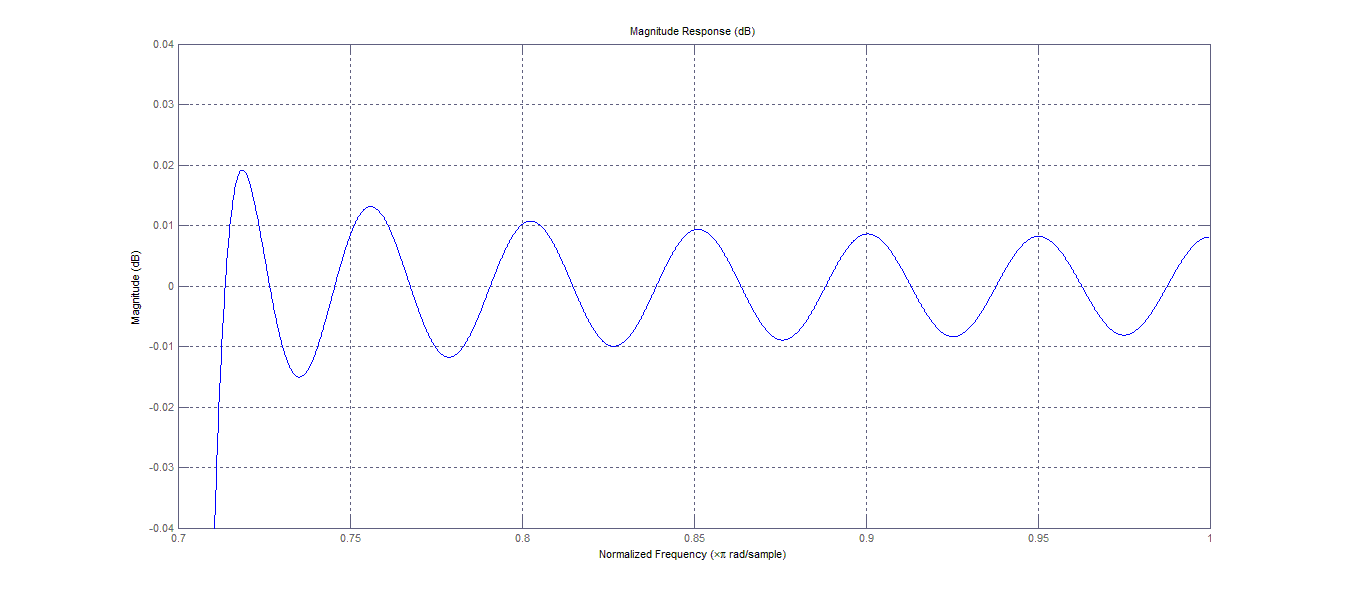 Magnitude Response (dB)
0.04
0.03
0.02
0.01
0
-0.01
-0.02
-0.03
-0.04
Magnitude (dB)
0.7 0.75 0.8 0.85 0.9 0.95 1
Normalized Frequency (×π rad/sample)